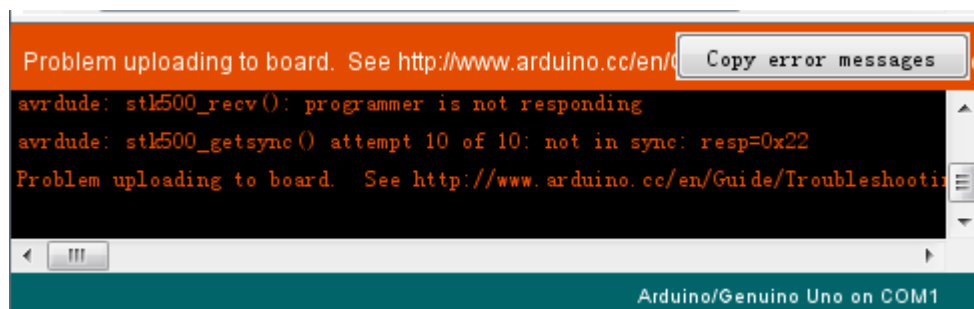 Problem uploading to board. See http://www.arduino.cc/en/
Copy error messages
avrdude: stk500_recv(): programmer is not responding
avrdude: stk500_getsync() attempt 10 of 10: not in sync: resp=0x22
Problem uploading to board. See http://www.arduino.cc/en/Guide/Troubleshooti
Arduino/Genuino Uno on COM1